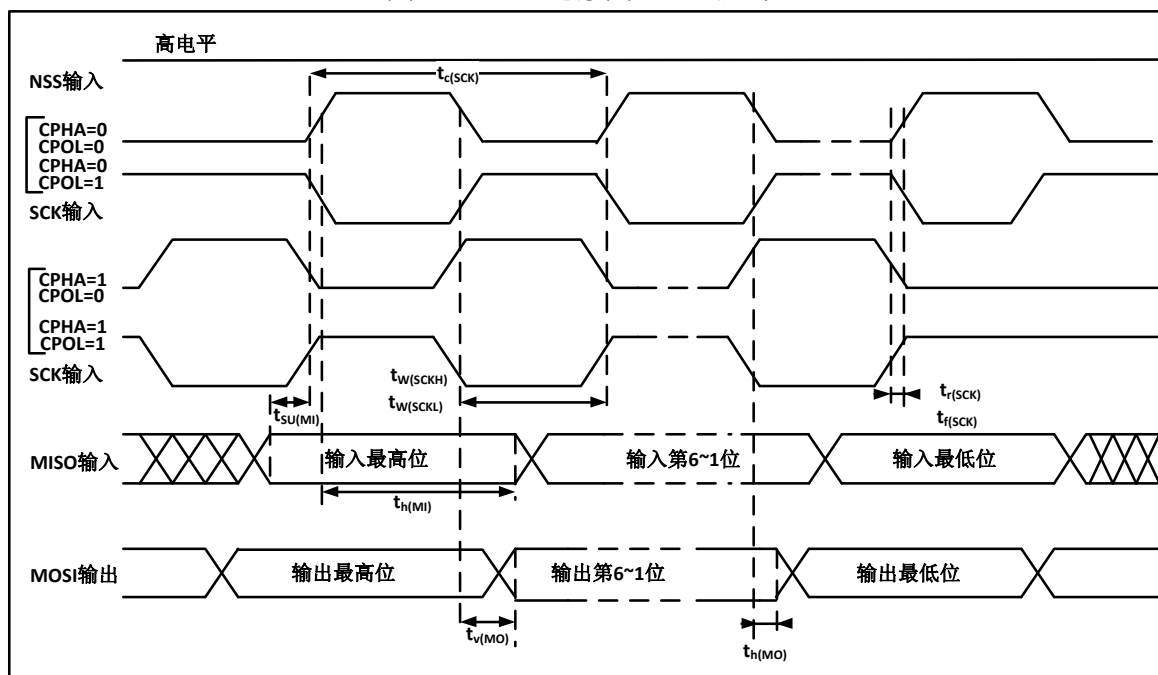 高电平
NSS输入
tc(SCK)
CPHA=0
CPOL=0
CPHA=0
CPOL=1
SCK输入
CPHA=1
CPOL=0
CPHA=1
CPOL=1
SCK输入
tW(SCKH)
tW(SCKL)
tr(SCK)
tf(SCK)
tSU(MI)
MISO输入
输入最高位
输入第6~1位
输入最低位
th(MI)
MOSI输出
输出最高位
输出第6~1位
输出最低位
tv(MO)
th(MO)